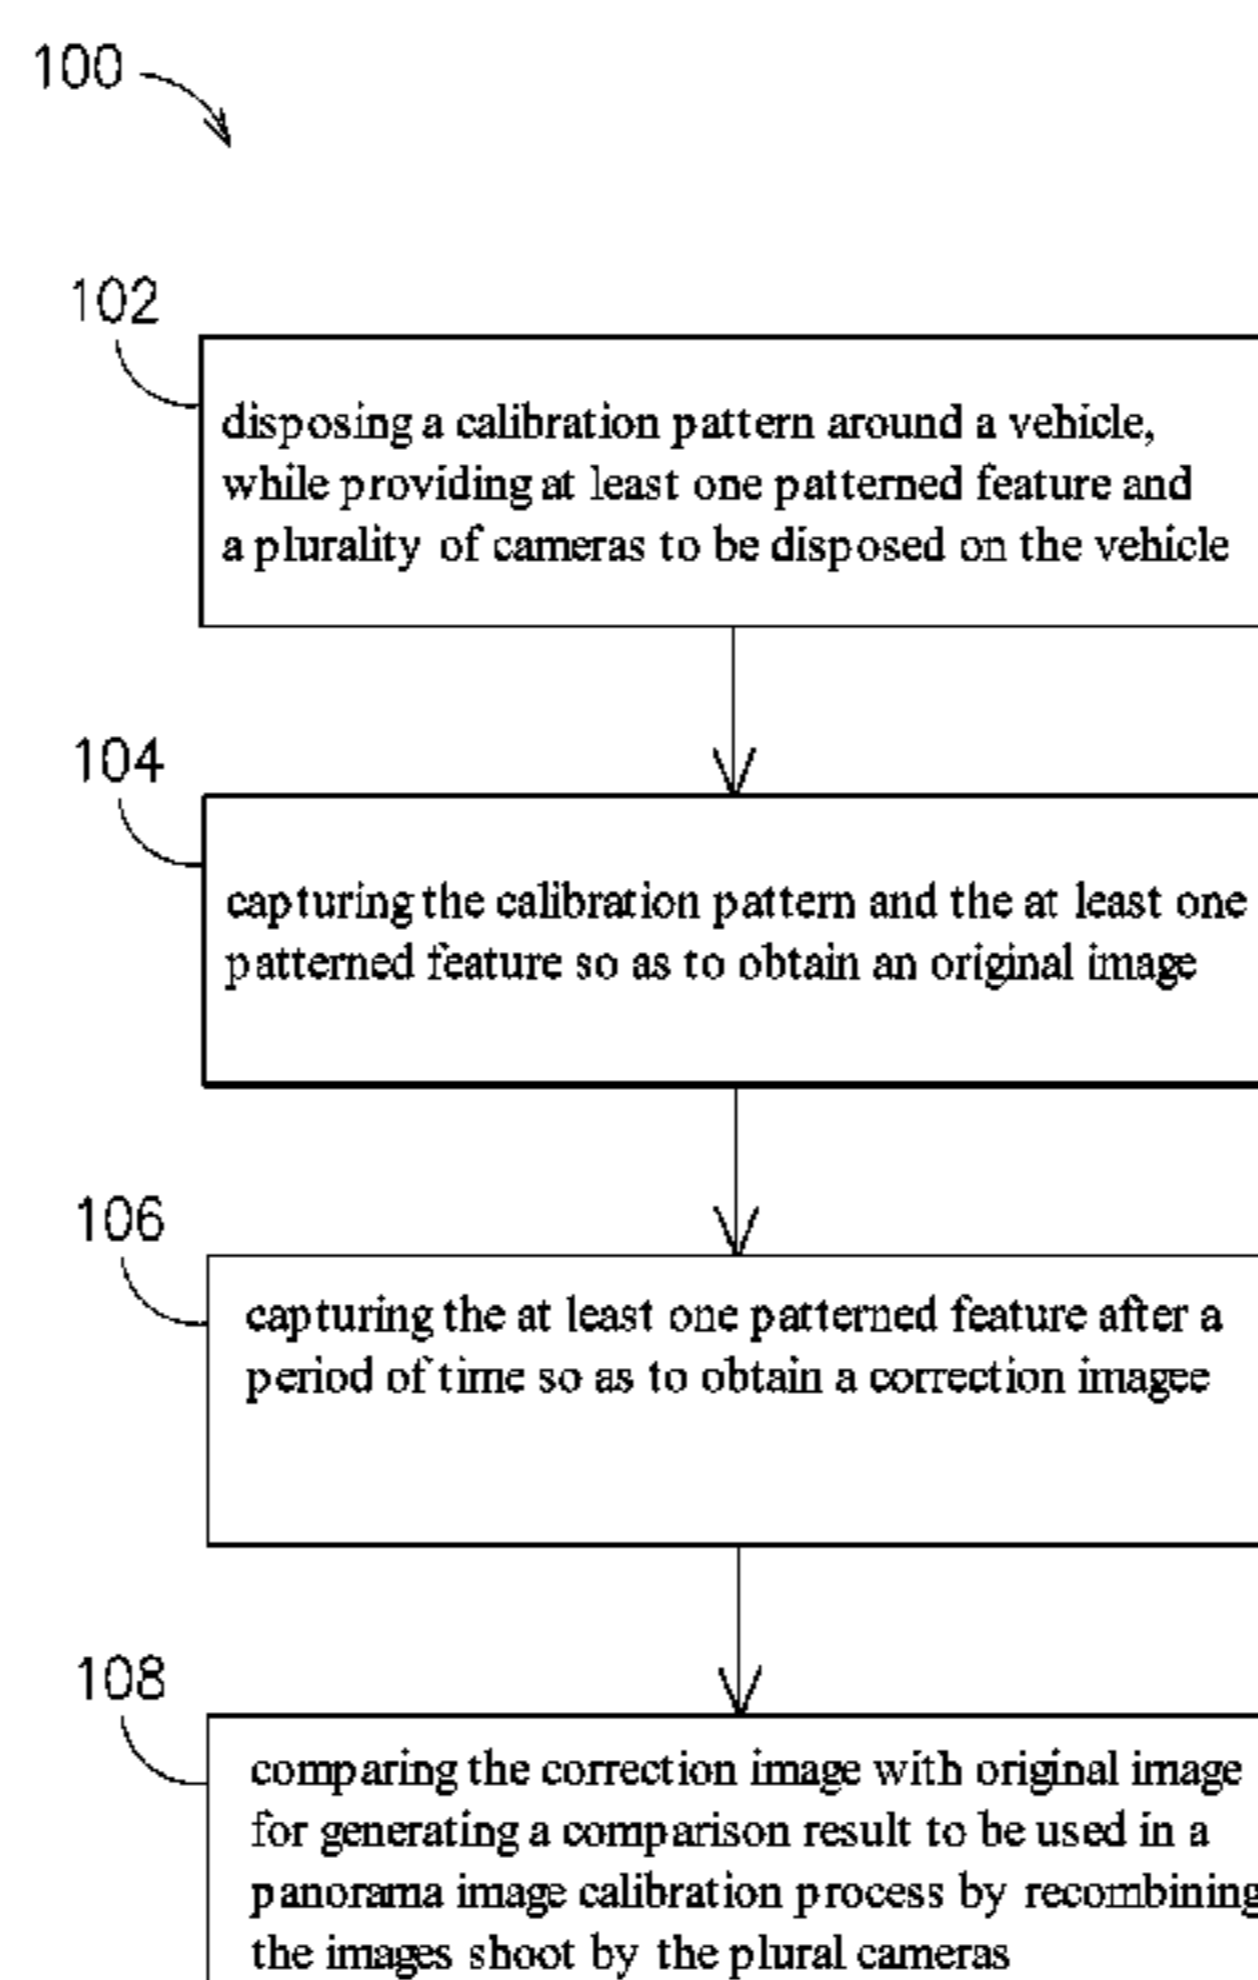 100
102
disposing a calibration pattern around a vehicle,
while providing at least one patterned feature and
a plurality of cameras to be disposed on the vehicle
104
capturing the calibration pattern and the at least one
patterned feature so as to obtain an original image
106
capturing the at least one patterned feature after a
period of time so as to obtain a correction imagee
108
comparing the correction image with original image
for generating a comparison result to be used in a
panorama image calibration process by recombining
the images shoot by the plural cameras